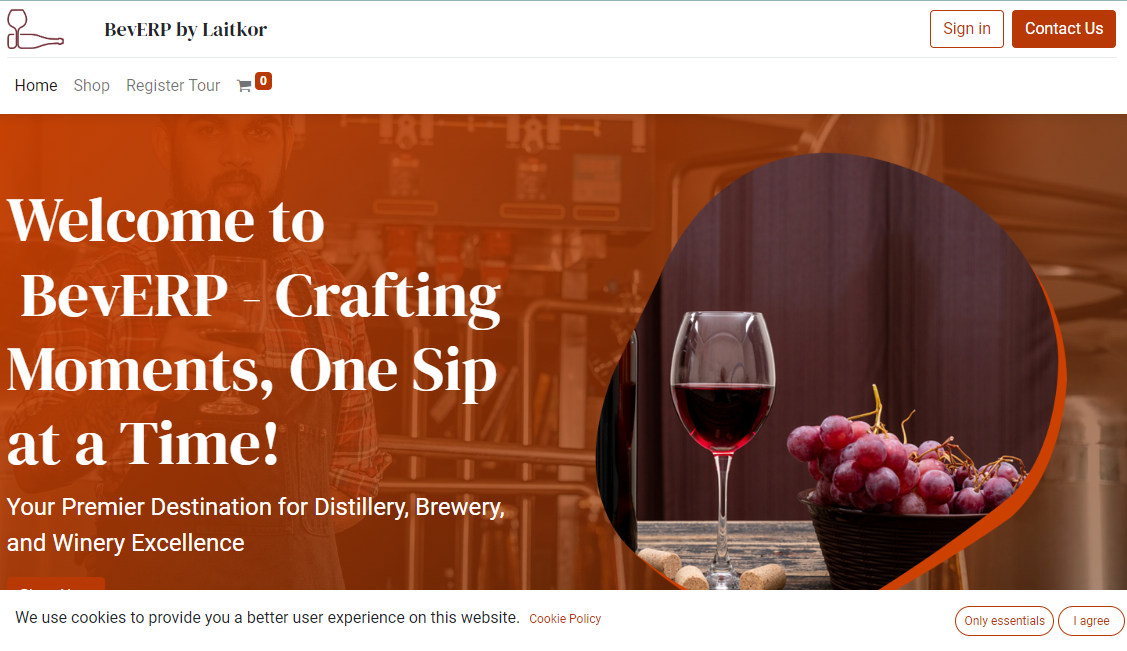 BevERP by Laitkor
Sign in
Contact Us
Home
Shop
Register Tour
0
Welcome to
BevERP - Crafting
Moments, One Sip
at a Time!
Your Premier Destination for Distillery, Brewery,
and Winery Excellence
We use cookies to provide you a better user experience on this website. Cookie Policy
Only essentials
I agree